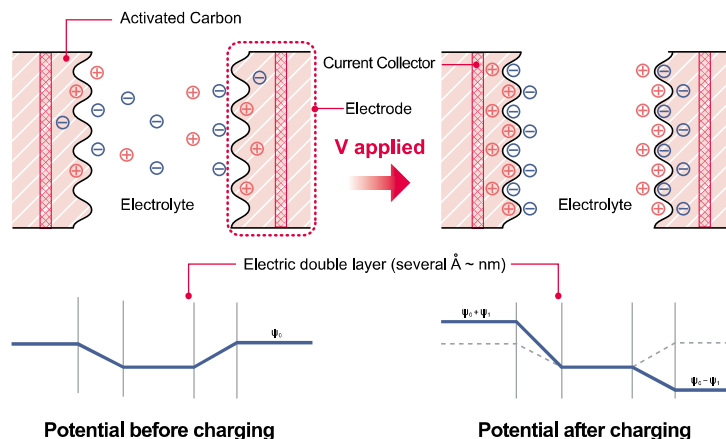 Activated Carbon
Current Collector
Electrode
V applied
Electrolyte
Electrolyte
Electric double layer (several Å ~ nm)
ψ₀
ψ₀ + ψ₁
ψ₀ − ψ₁
Potential before charging
Potential after charging